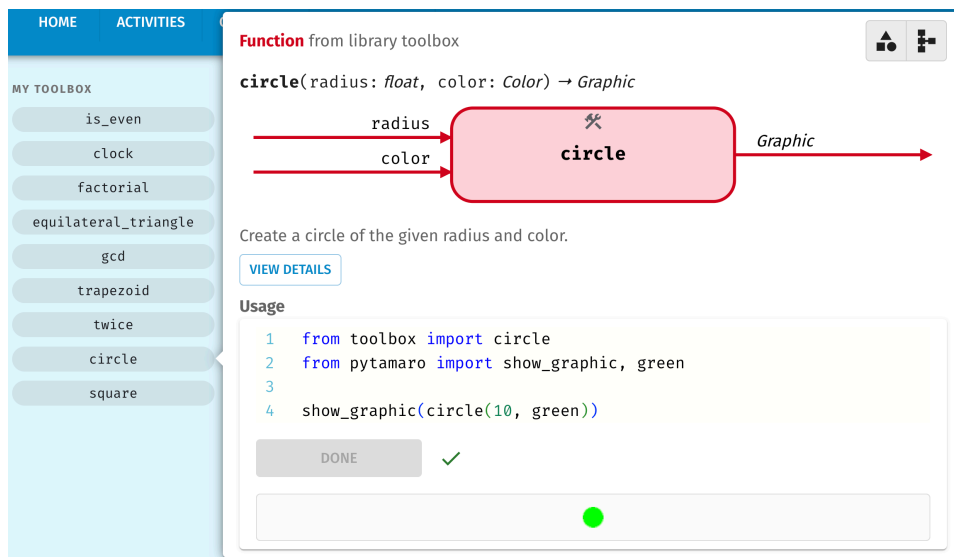 HOME ACTIVITIES
MY TOOLBOX
is_even
clock
factorial
equilateral_triangle
gcd
trapezoid
twice
circle
square
Function from library toolbox
circle(radius: float, color: Color) → Graphic
radius
color
circle
Graphic
Create a circle of the given radius and color.
VIEW DETAILS
Usage
1 from toolbox import circle
2 from pytamaro import show_graphic, green
3
4 show_graphic(circle(10, green))
DONE